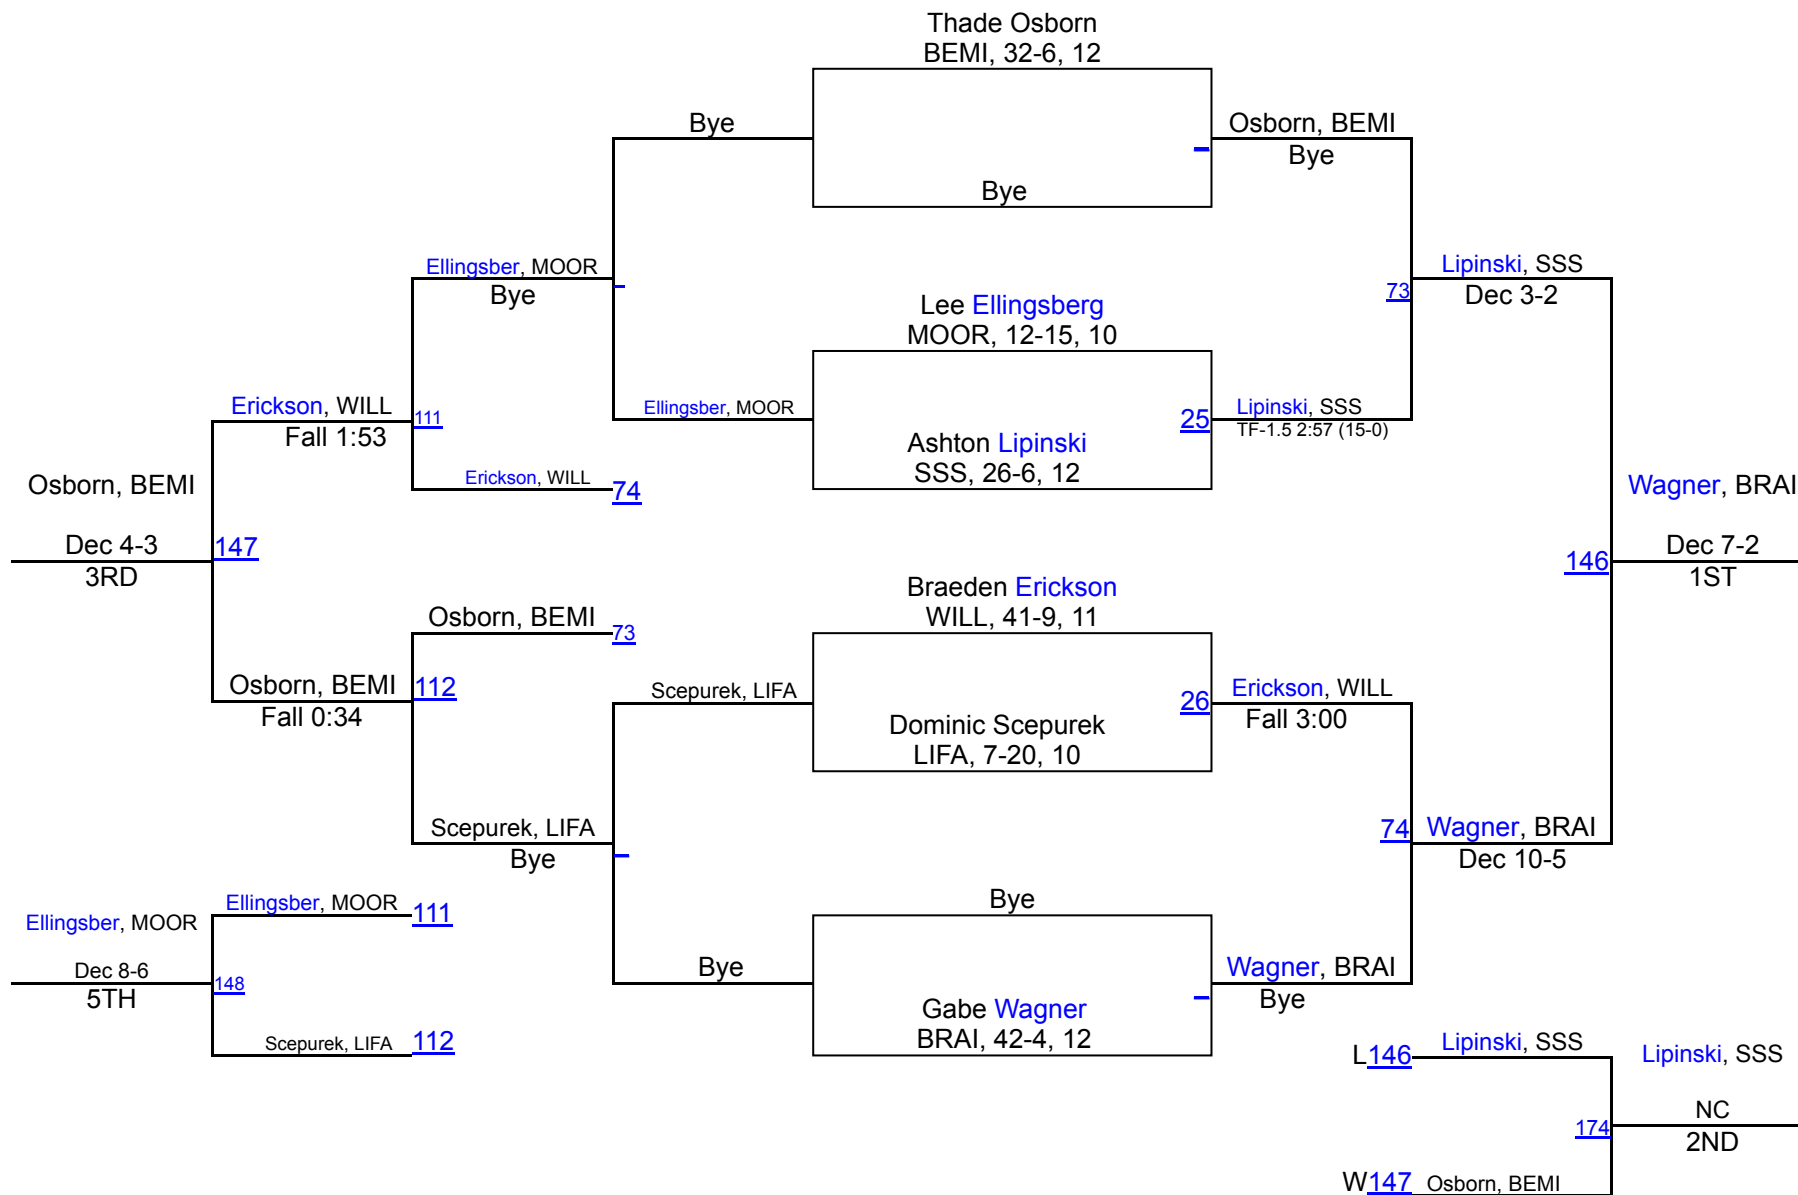 Thade Osborn
BEMI, 32-6, 12
Bye
Osborn, BEMI
Bye
Bye
Ellingsber, MOOR
Bye
Lipinski, SSS
Dec 3-2
73
Lee Ellingsberg
MOOR, 12-15, 10
Erickson, WILL
Fall 1:53
111
Ellingsber, MOOR
25
Lipinski, SSS
TF-1.5 2:57 (15-0)
Ashton Lipinski
SSS, 26-6, 12
Erickson, WILL
74
Osborn, BEMI
Dec 4-3
3RD
147
Wagner, BRAI
Dec 7-2
1ST
146
Braeden Erickson
WILL, 41-9, 11
Osborn, BEMI
73
Osborn, BEMI
Fall 0:34
112
Scepurek, LIFA
26
Erickson, WILL
Fall 3:00
Dominic Scepurek
LIFA, 7-20, 10
Scepurek, LIFA
Bye
74
Wagner, BRAI
Dec 10-5
Ellingsber, MOOR
111
Bye
Ellingsber, MOOR
Dec 8-6
5TH
148
Bye
Wagner, BRAI
Bye
Gabe Wagner
BRAI, 42-4, 12
Scepurek, LIFA
112
L146
Lipinski, SSS
Lipinski, SSS
NC
2ND
174
W147
Osborn, BEMI